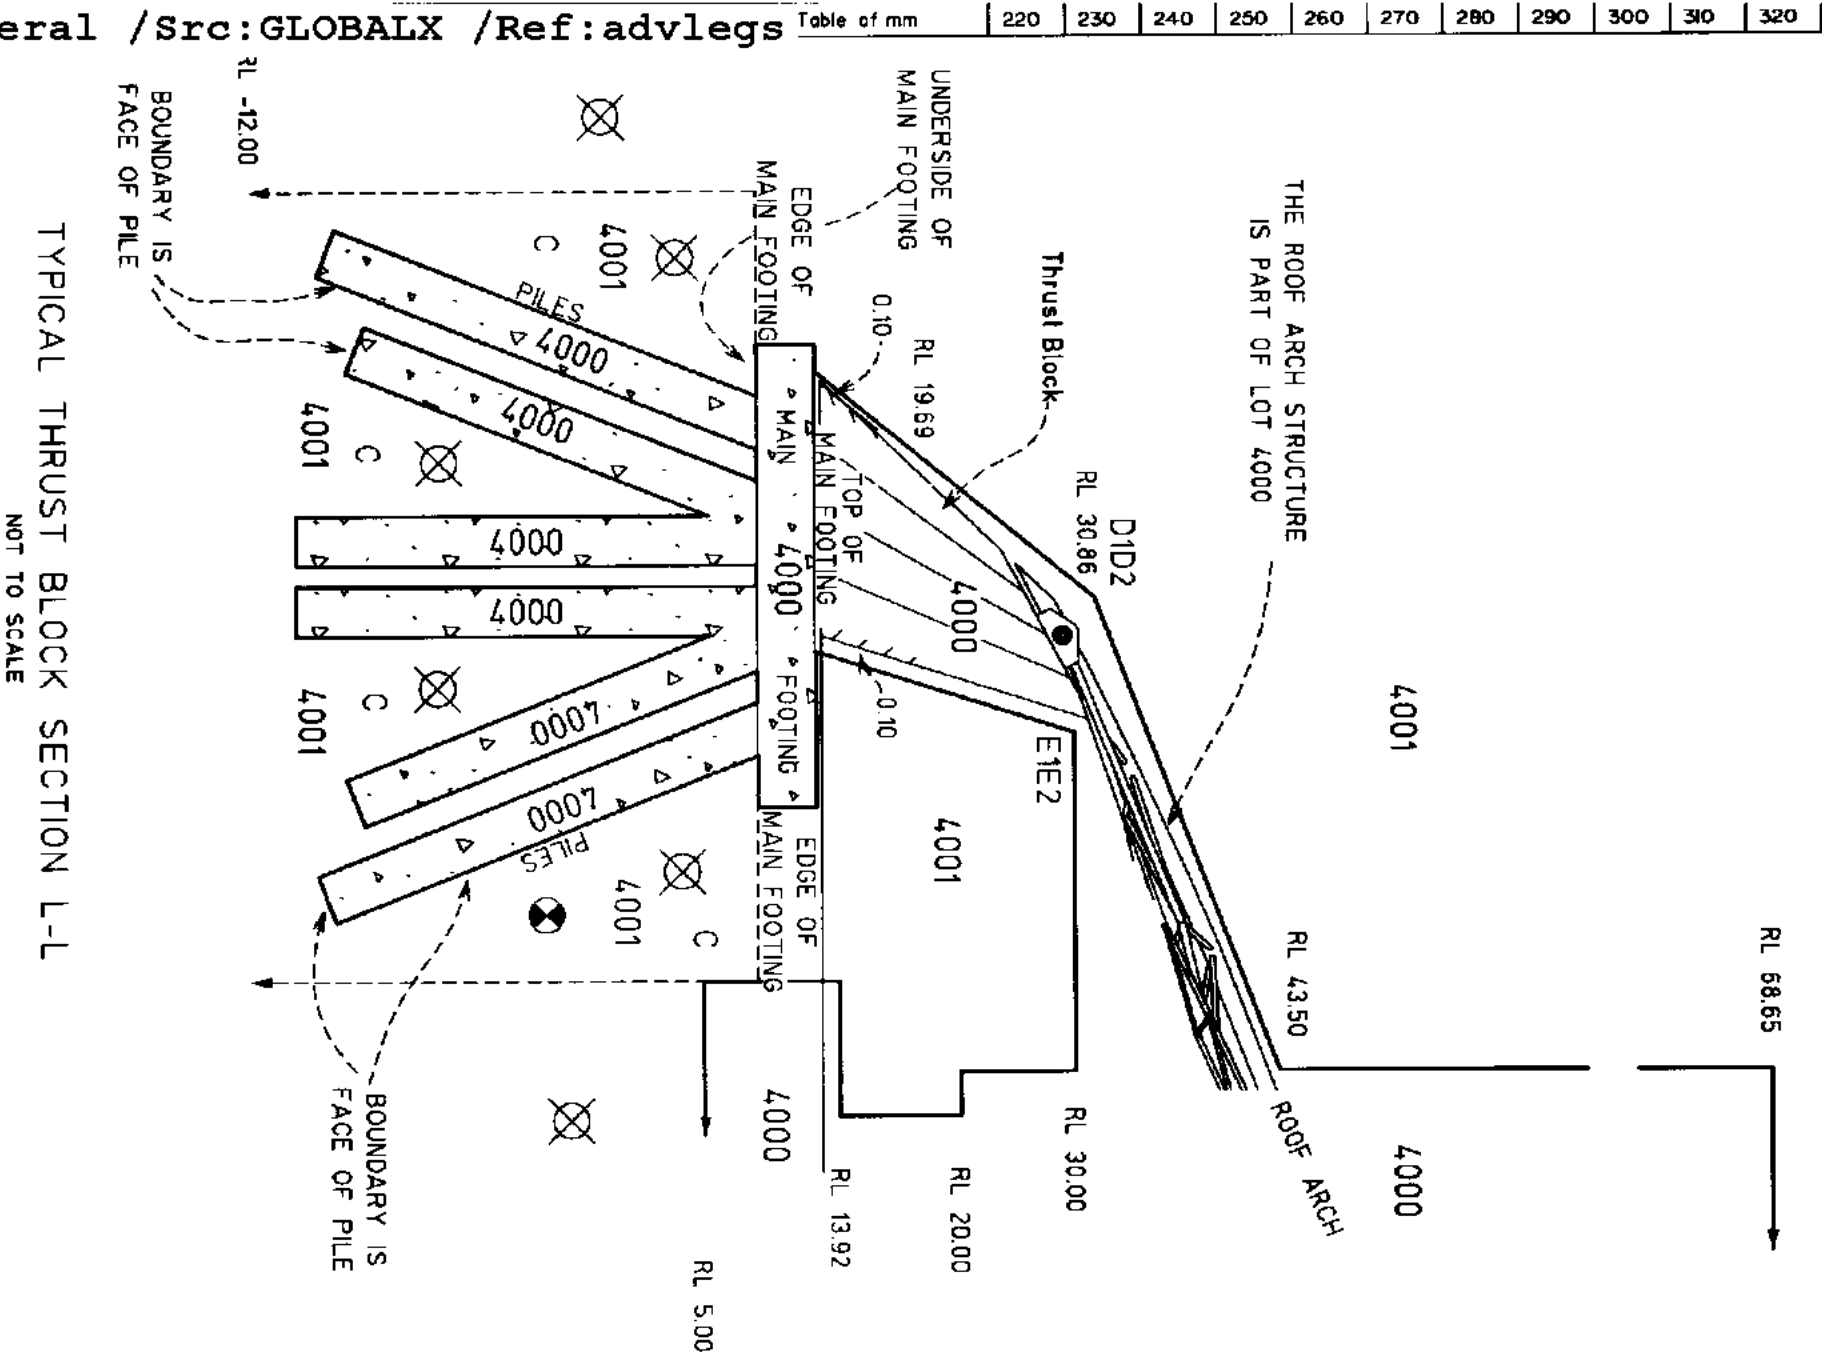 eral /Src:GLOBALX /Ref:advlegs
Table of mm 220 230 240 250 260 270 280 290 300 310 320
RL 58.65
4001
4000
THE ROOF ARCH STRUCTURE
IS PART OF LOT 4000
RL 43.50
ROOF ARCH
D1D2
RL 30.86
Thrust Block
E1E2
RL 30.00
UNDERSIDE OF
MAIN FOOTING
RL 19.69
0.10
4000
4001
0.10
RL 20.00
TOP OF
MAIN FOOTING
RL 13.92
EDGE OF
MAIN FOOTING
MAIN 4000 FOOTING
EDGE OF
MAIN FOOTING
4000
RL 5.00
4001
C
PILES
4000
4000
4000
4000
4000
4000
PILES
4001
C
4001
C
4001
C
RL -12.00
BOUNDARY IS
FACE OF PILE
BOUNDARY IS
FACE OF PILE
TYPICAL THRUST BLOCK SECTION L-L
NOT TO SCALE